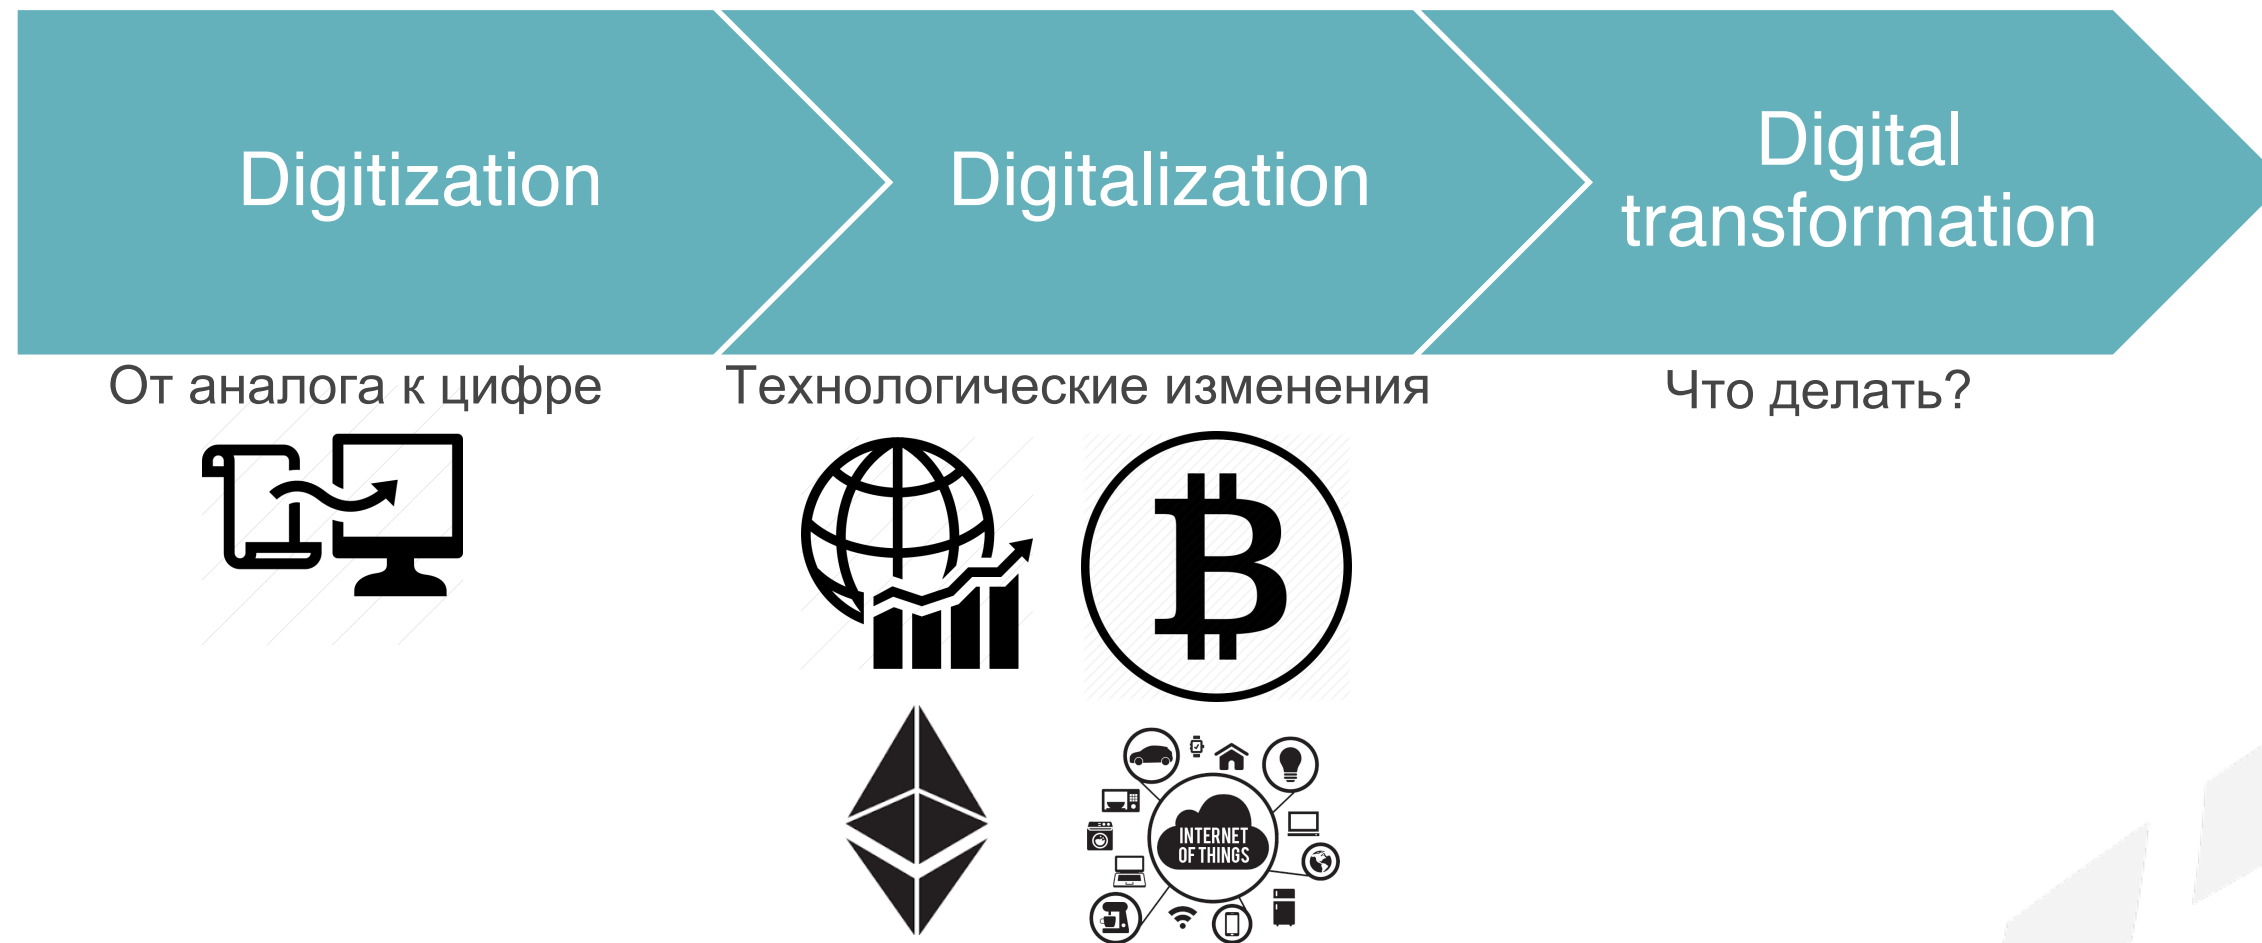 Digitization
Digitalization
Digital
transformation
От аналога к цифре
Технологические изменения
Что делать?
INTERNET
OF THINGS